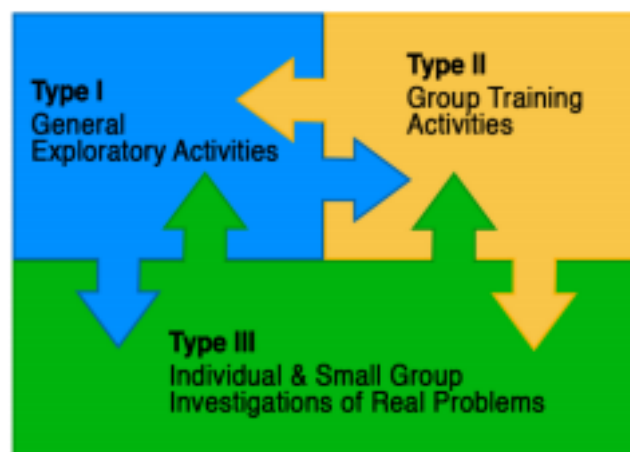 Type I
General
Exploratory Activities
Type II
Group Training
Activities
Type III
Individual & Small Group
Investigations of Real Problems